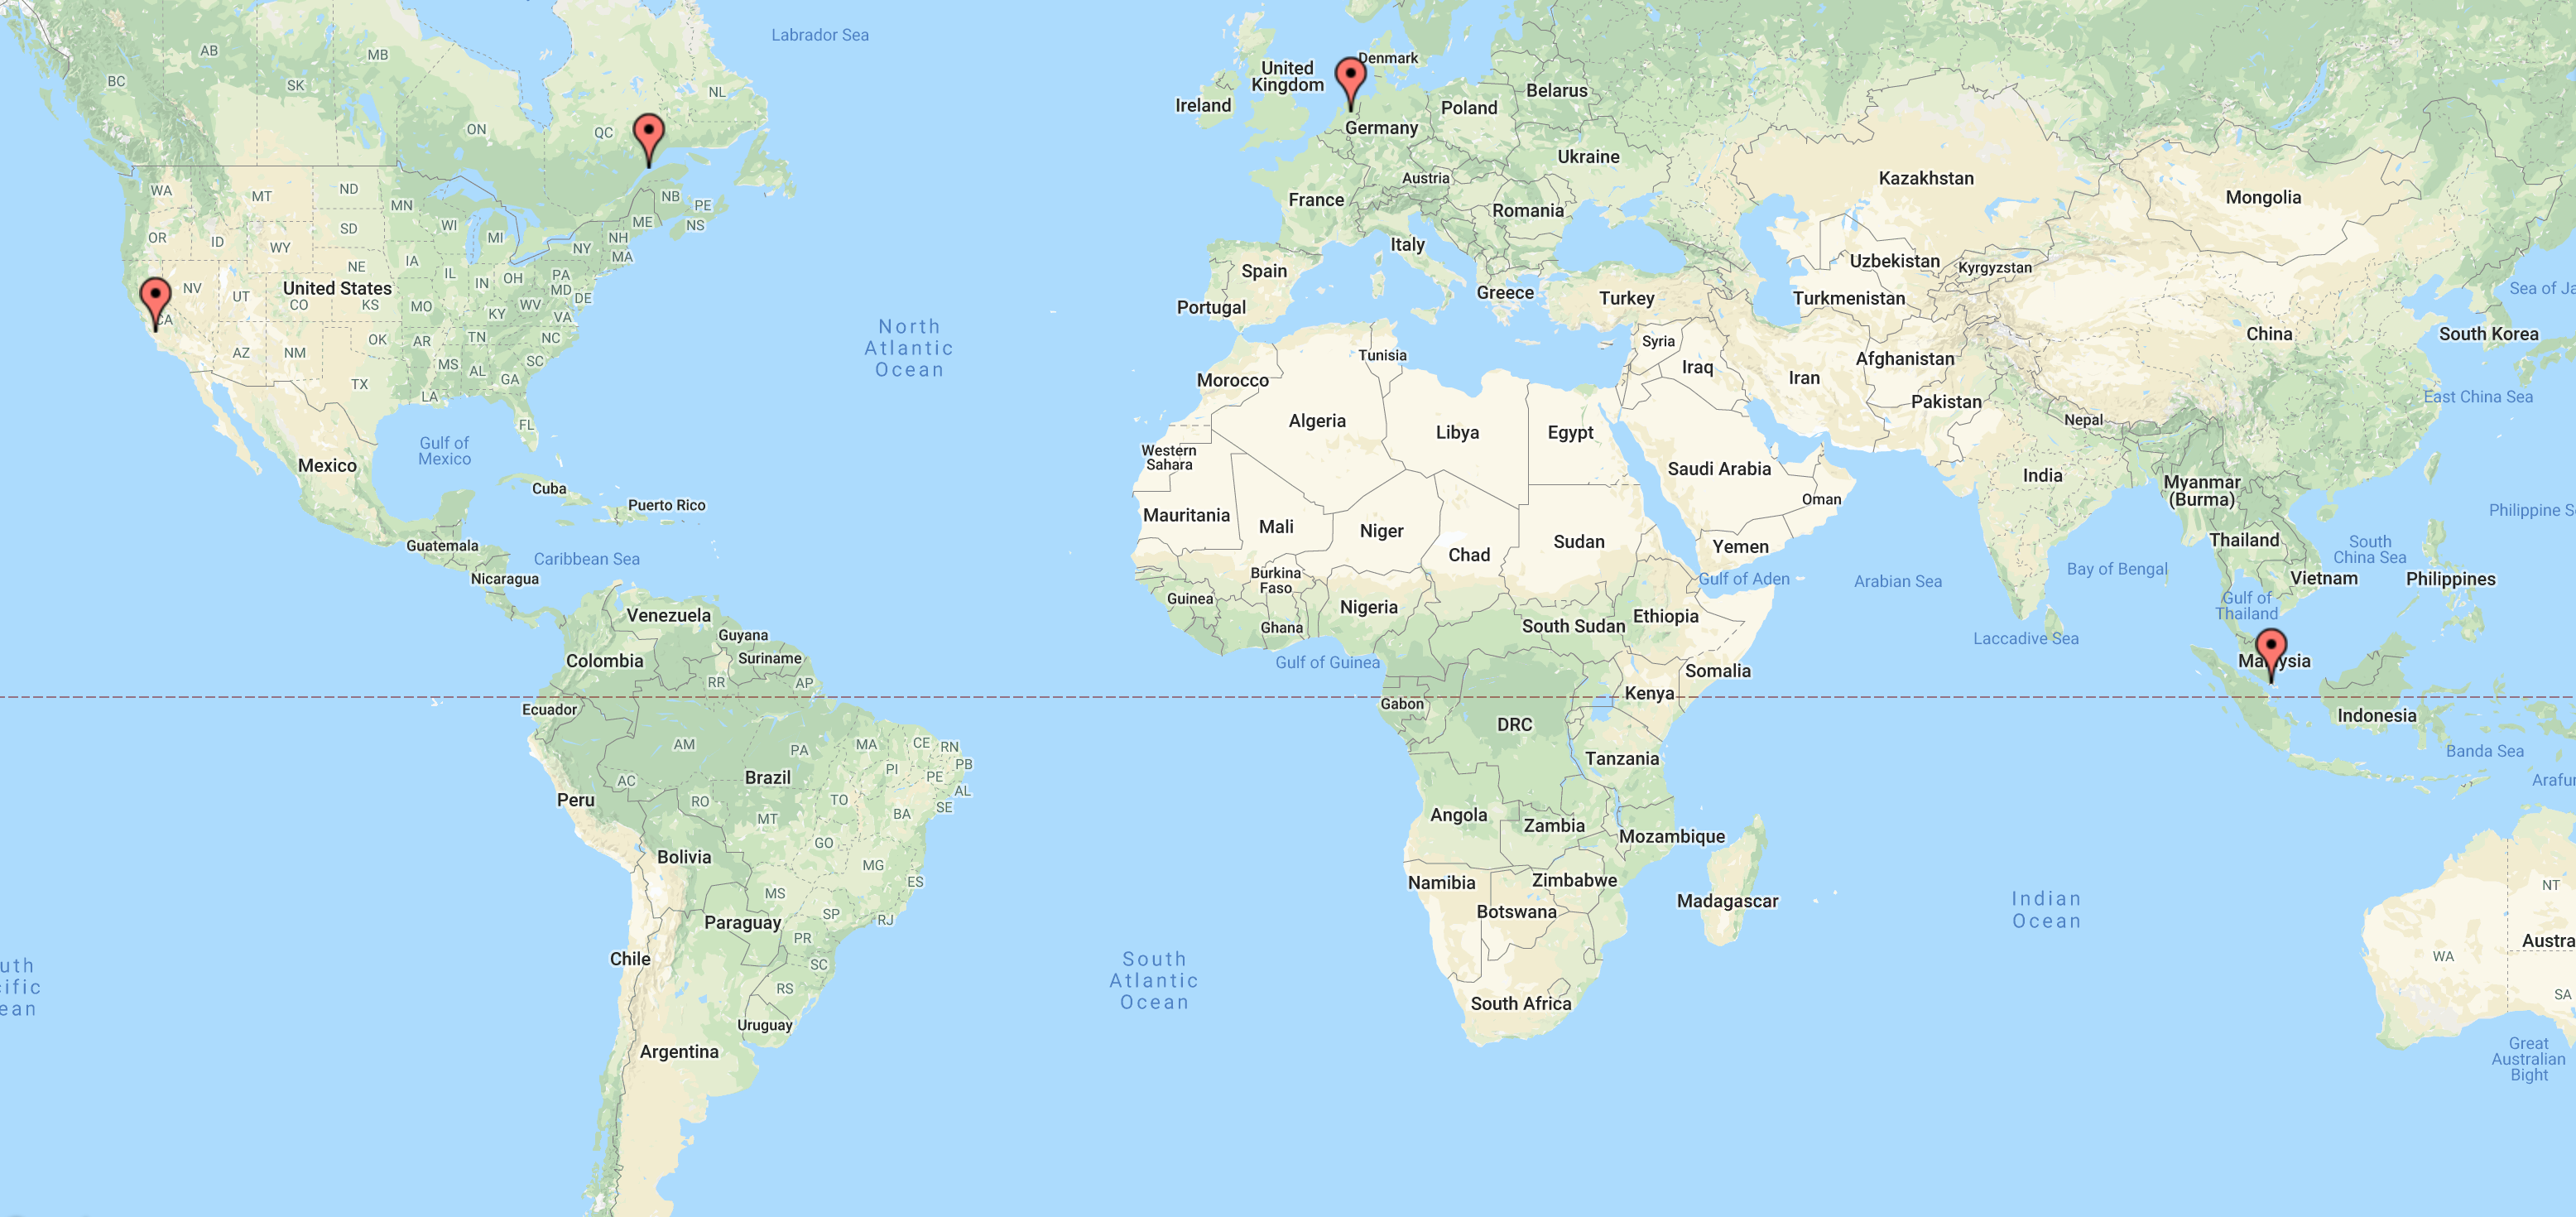 Labrador Sea
AB
MB
BC
SK
NL
ON
QC
WA
MT
ND
MN
NB
PE
OR
ID
SD
WI
ME
NS
WY
MI
NH
NY
MA
NE
IA
IL
IN
OH
PA
MD
NV
UT
United States
CO
KS
MO
WV
DE
KY
VA
CA
AZ
NM
OK
AR
TN
NC
MS
AL
SC
GA
TX
LA
FL
Gulf of
Mexico
Mexico
Cuba
Puerto Rico
Guatemala
Caribbean Sea
Nicaragua
North
Atlantic
Ocean
Venezuela
Guyana
Suriname
Colombia
RR
AP
Ecuador
AM
PA
MA
CE
RN
PB
PI
PE
AC
Brazil
AL
Peru
RO
TO
SE
MT
BA
GO
Bolivia
MG
ES
MS
SP
RJ
Paraguay
PR
Chile
SC
RS
Uruguay
Argentina
uth
ific
ean
South
Atlantic
Ocean
Denmark
United
Kingdom
Ireland
Belarus
Poland
Germany
Ukraine
Austria
France
Romania
Italy
Spain
Greece
Portugal
Turkey
Kazakhstan
Mongolia
Uzbekistan
Kyrgyzstan
Turkmenistan
Sea of Ja
China
South Korea
Syria
Tunisia
Iraq
Afghanistan
Morocco
Iran
Pakistan
East China Sea
Algeria
Libya
Egypt
Nepal
Western
Sahara
Saudi Arabia
India
Myanmar
(Burma)
Oman
Mauritania
Mali
Niger
Chad
Sudan
Yemen
Philippine S
Thailand
South
China Sea
Burkina
Faso
Gulf of Aden
Arabian Sea
Bay of Bengal
Vietnam
Philippines
Guinea
Nigeria
Ethiopia
Gulf of
Thailand
Ghana
South Sudan
Laccadive Sea
Gulf of Guinea
Somalia
Malaysia
Kenya
Gabon
DRC
Indonesia
Tanzania
Banda Sea
Arafur
Angola
Zambia
Mozambique
Namibia
Zimbabwe
Madagascar
Botswana
Indian
Ocean
NT
Austra
WA
SA
South Africa
Great
Australian
Bight